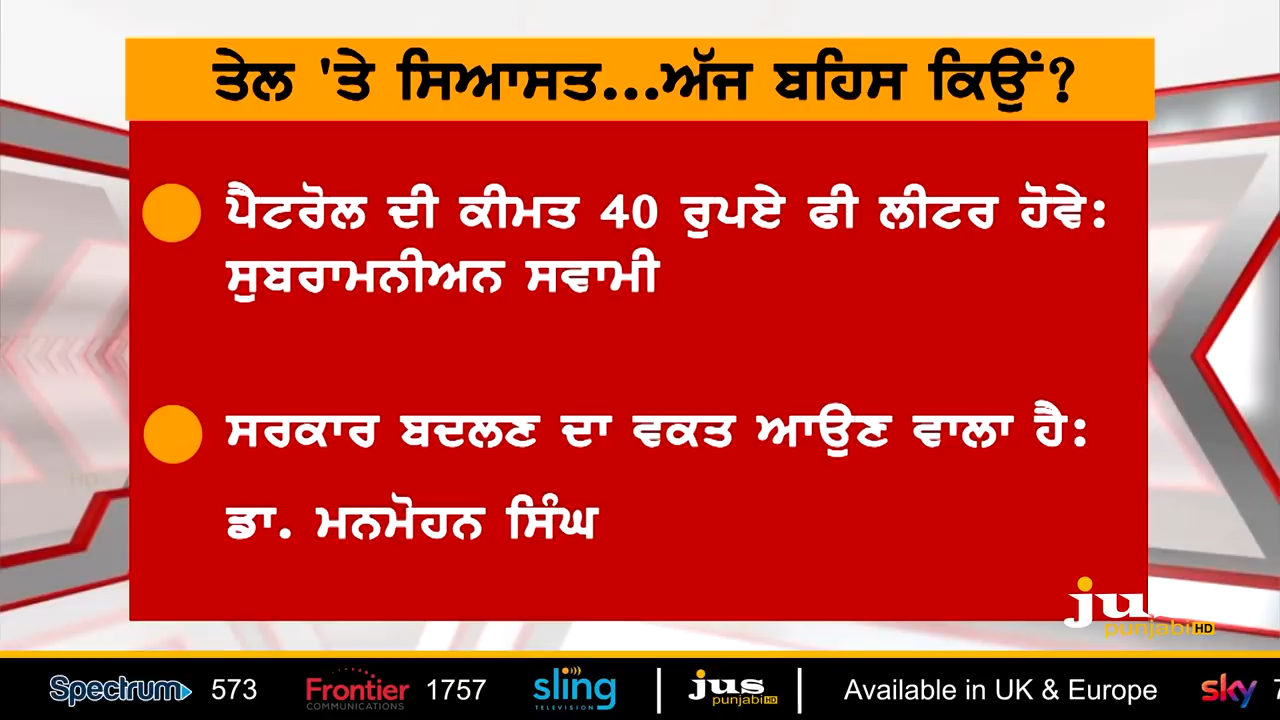 ਤੇਲ 'ਤੇ ਸਿਆਸਤ...ਅੱਜ ਬਹਿਸ ਕਿਉਂ?
ਪੈਟਰੋਲ ਦੀ ਕੀਮਤ 40 ਰੁਪਏ ਫੀ ਲੀਟਰ ਹੋਵੇ:
ਸੁਬਰਾਮਨੀਅਨ ਸਵਾਮੀ
ਸਰਕਾਰ ਬਦਲਣ ਦਾ ਵਕਤ ਆਉਣ ਵਾਲਾ ਹੈ:
ਡਾ. ਮਨਮੋਹਨ ਸਿੰਘ
jus
punjabi HD
Spectrum 573 Frontier COMMUNICATIONS 1757 sling TELEVISION jus punjabi HD Available in UK & Europe sky 7